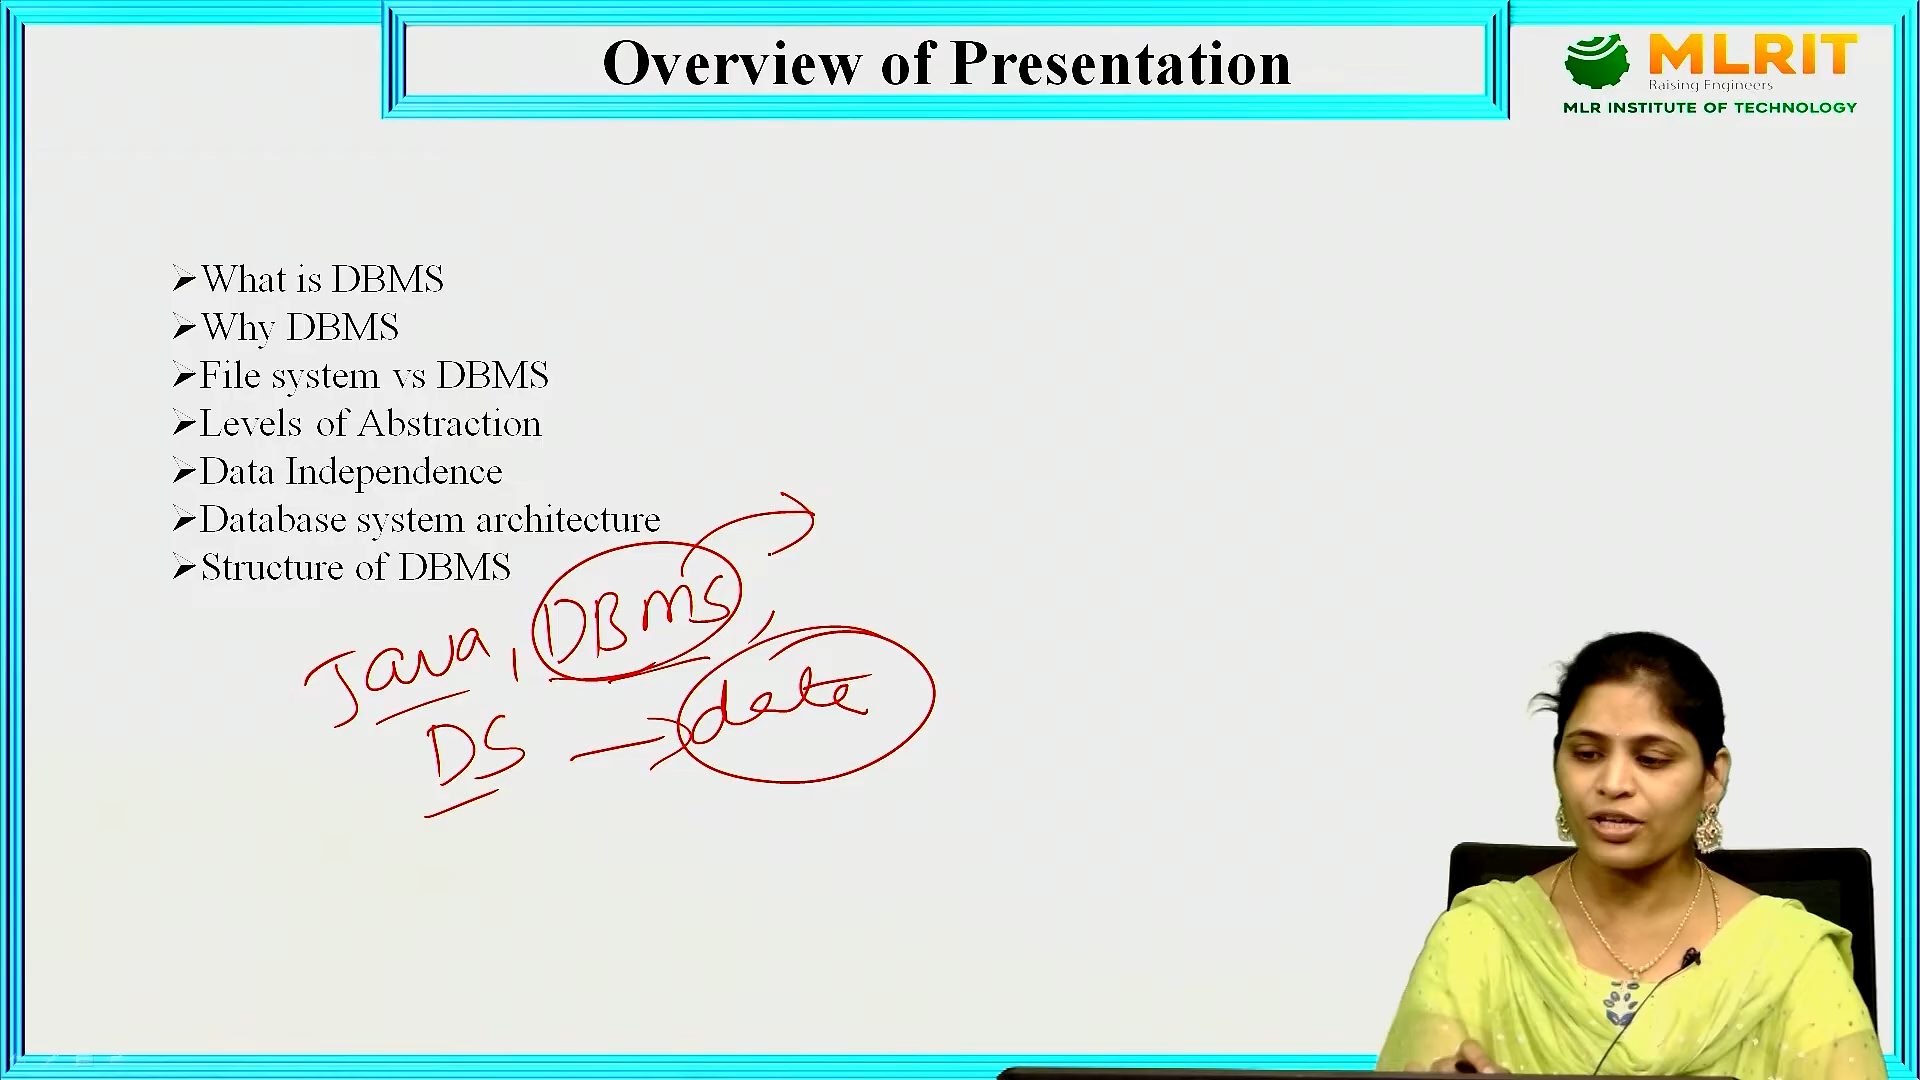 Overview of Presentation
MLRIT
Raising Engineers
MLR INSTITUTE OF TECHNOLOGY
➢What is DBMS
➢Why DBMS
➢File system vs DBMS
➢Levels of Abstraction
➢Data Independence
➢Database system architecture
➢Structure of DBMS
Java, DBMS,
DS → data